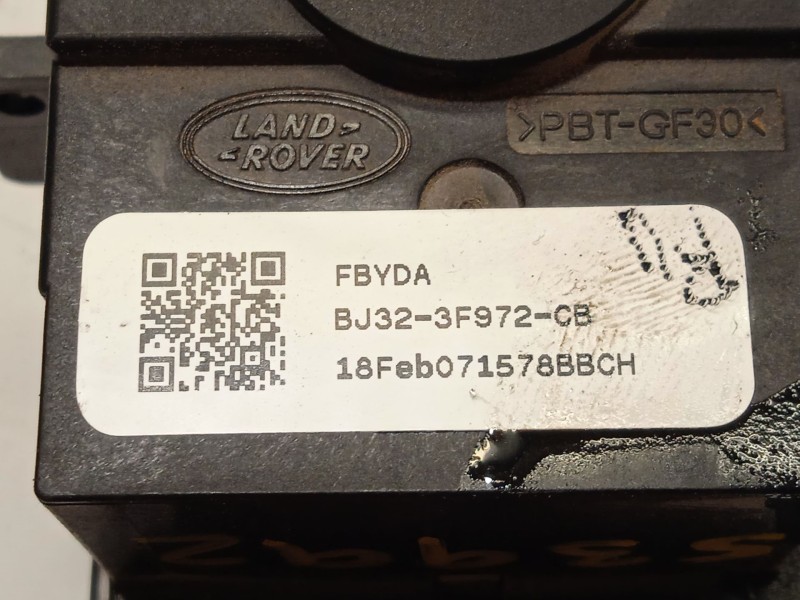 LAND
ROVER
>PBT-GF30<
FBYDA
BJ32-3F972-CB
18Feb071578BBCH